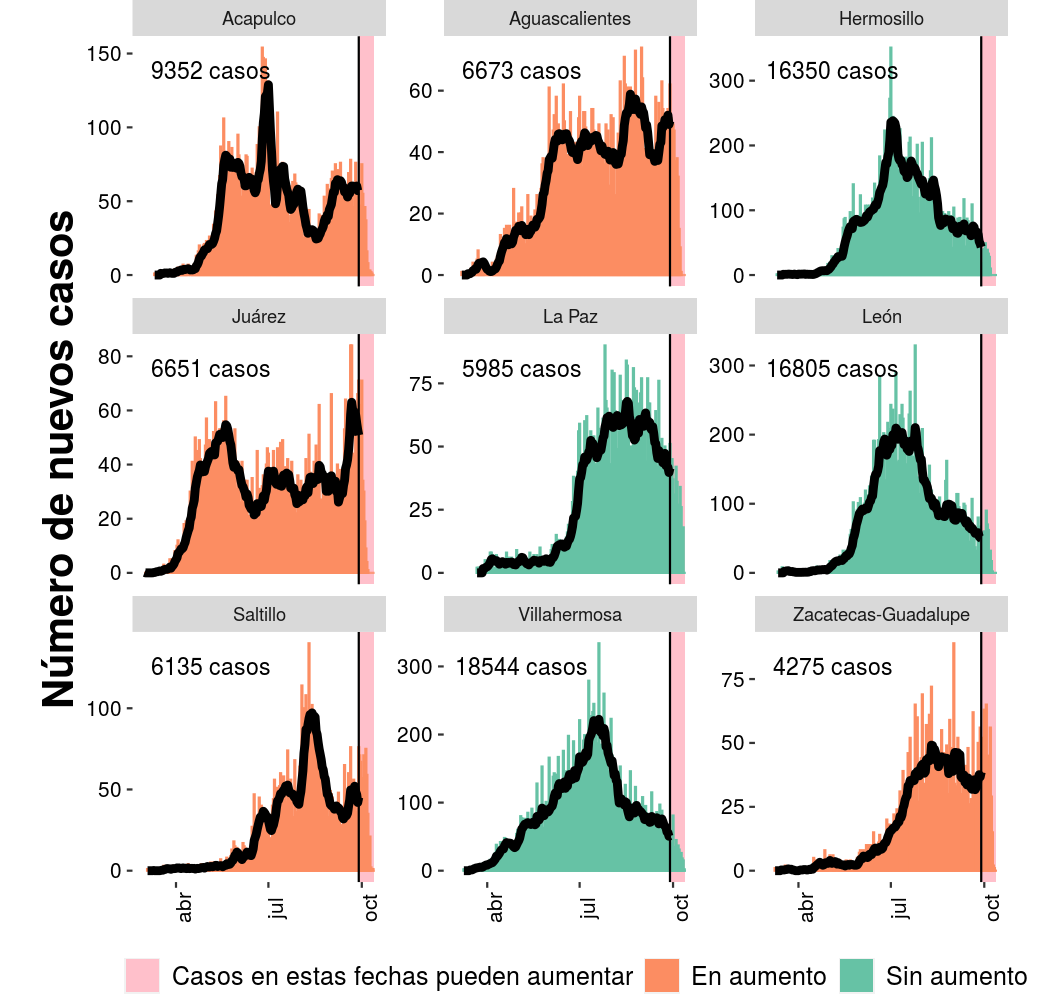 Número de nuevos casos
Acapulco
Aguascalientes
Hermosillo
150
100
50
0
9352 casos
60
40
20
0
6673 casos
300
200
100
0
16350 casos
Juárez
La Paz
León
80
60
40
20
0
6651 casos
75
50
25
0
5985 casos
300
200
100
0
16805 casos
Saltillo
Villahermosa
Zacatecas-Guadalupe
100
50
0
6135 casos
300
200
100
0
18544 casos
75
50
25
0
4275 casos
abr jul oct
abr jul oct
abr jul oct
Casos en estas fechas pueden aumentar En aumento Sin aumento